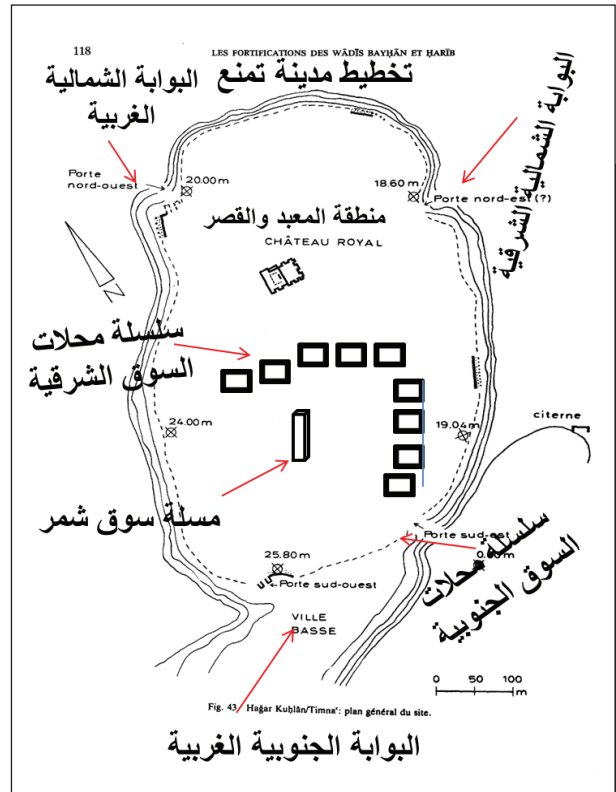 118
LES FORTIFICATIONS DES WĀDĪS BAYḤĀN ET ḤARĪB
تخطيط مدينة تمنع
البوابة الشمالية
الغربية
البوابة الشمالية الشرقية
Porte
nord-ouest
20.00 m
18.60 m
Porte nord-est (?)
منطقة المعبد والقصر
CHÂTEAU ROYAL
N
سلسلة محلات
السوق الشرقية
24.00 m
19.04 m
citerne
مسلة سوق شمر
Porte sud-est
سلسلة محلاث
السوق الجنوبية
25.80 m
Porte sud-ouest
VILLE
BASSE
0 50 100
m
Fig. 43 Haǧar Kuḥlān/Timnaʿ: plan général du site.
البوابة الجنوبية الغربية